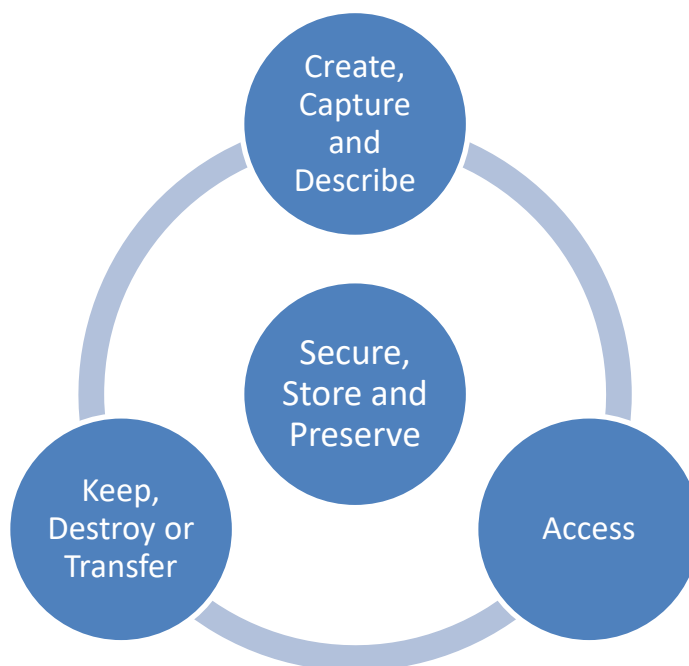 Create,
Capture
and
Describe
Secure,
Store and
Preserve
Keep,
Destroy or
Transfer
Access